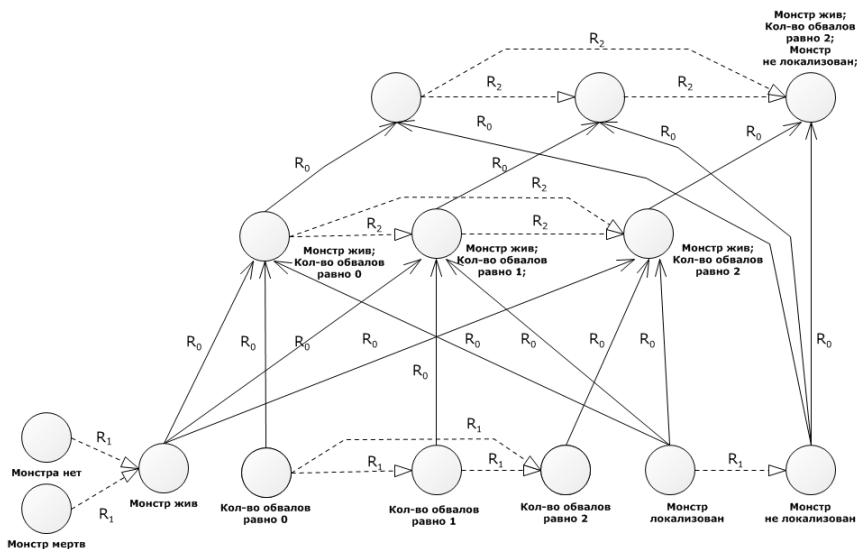 Монстр жив;
Кол-во обвалов
равно 2;
Монстр
не локализован;
R2
R2
R2
R0
R0
R0
R0
R0
R2
R2
R2
Монстр жив;
Кол-во обвалов
равно 0
Монстр жив;
Кол-во обвалов
равно 1;
Монстр жив;
Кол-во обвалов
равно 2
R0
R0
R0
R0
R0
R0
R0
R0
R0
R1
R1
R1
R1
R1
R1
Монстра нет
Монстр мертв
Монстр жив
Кол-во обвалов
равно 0
Кол-во обвалов
равно 1
Кол-во обвалов
равно 2
Монстр
локализован
Монстр
не локализован